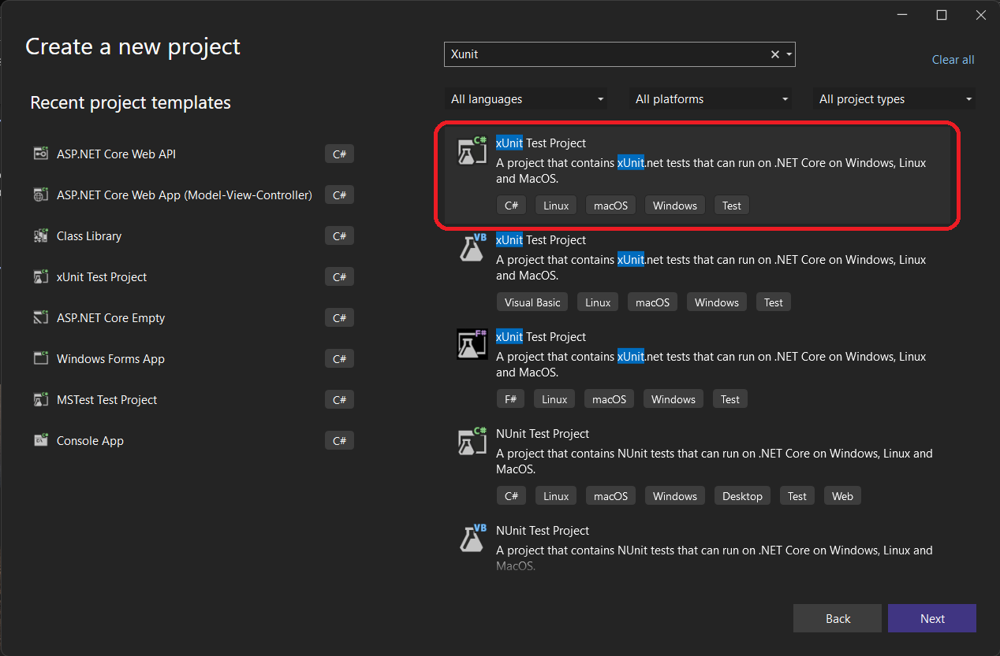 Create a new project
Recent project templates
ASP.NET Core Web API
C#
ASP.NET Core Web App (Model-View-Controller)
C#
Class Library
C#
xUnit Test Project
C#
ASP.NET Core Empty
C#
Windows Forms App
C#
MSTest Test Project
C#
Console App
C#
Xunit
Clear all
All languages
All platforms
All project types
C#
xUnit Test Project
A project that contains xUnit.net tests that can run on .NET Core on Windows, Linux
and MacOS.
C# Linux macOS Windows Test
VB
xUnit Test Project
A project that contains xUnit.net tests that can run on .NET Core on Windows, Linux
and MacOS.
Visual Basic Linux macOS Windows Test
F#
xUnit Test Project
A project that contains xUnit.net tests that can run on .NET Core on Windows, Linux
and MacOS.
F# Linux macOS Windows Test
C#
NUnit Test Project
A project that contains NUnit tests that can run on .NET Core on Windows, Linux and
MacOS.
C# Linux macOS Windows Desktop Test Web
VB
NUnit Test Project
A project that contains NUnit tests that can run on .NET Core on Windows, Linux and
MacOS.
Back
Next